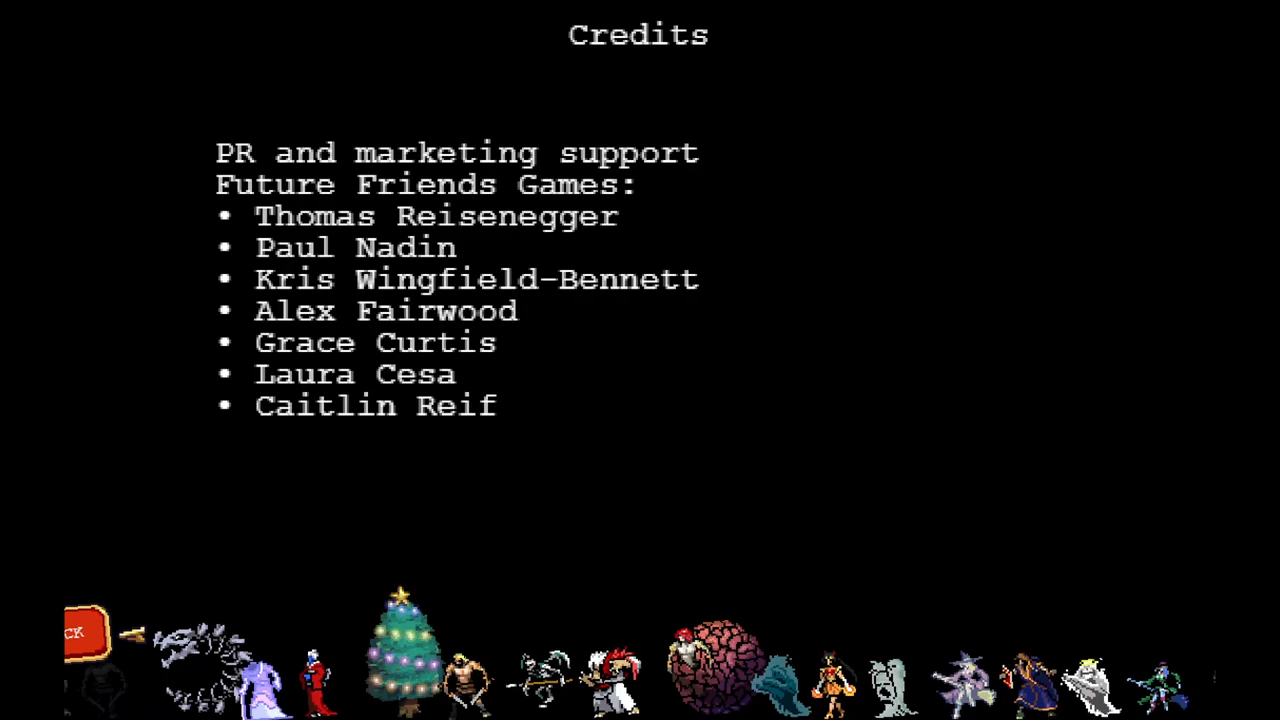 Credits
PR and marketing support
Future Friends Games:
• Thomas Reisenegger
• Paul Nadin
• Kris Wingfield-Bennett
• Alex Fairwood
• Grace Curtis
• Laura Cesa
• Caitlin Reif
CK